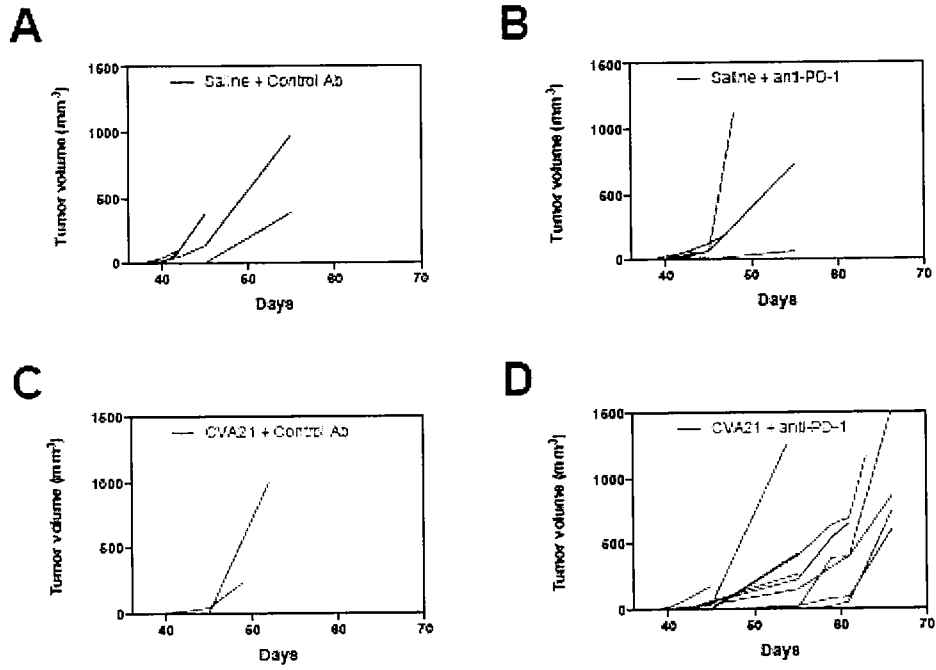 A
1500
1000
500
0
Tumor volume (mm³)
Saline + Control Ab
40
50
60
70
Days
B
1500
1000
500
0
Tumor volume (mm³)
Saline + anti-PD-1
40
50
60
70
Days
C
1500
1000
500
0
Tumor volume (mm³)
CVA21 + Control Ab
40
50
60
70
Days
D
1500
1000
500
0
Tumor volume (mm³)
CVA21 + anti-PD-1
40
50
60
70
Days